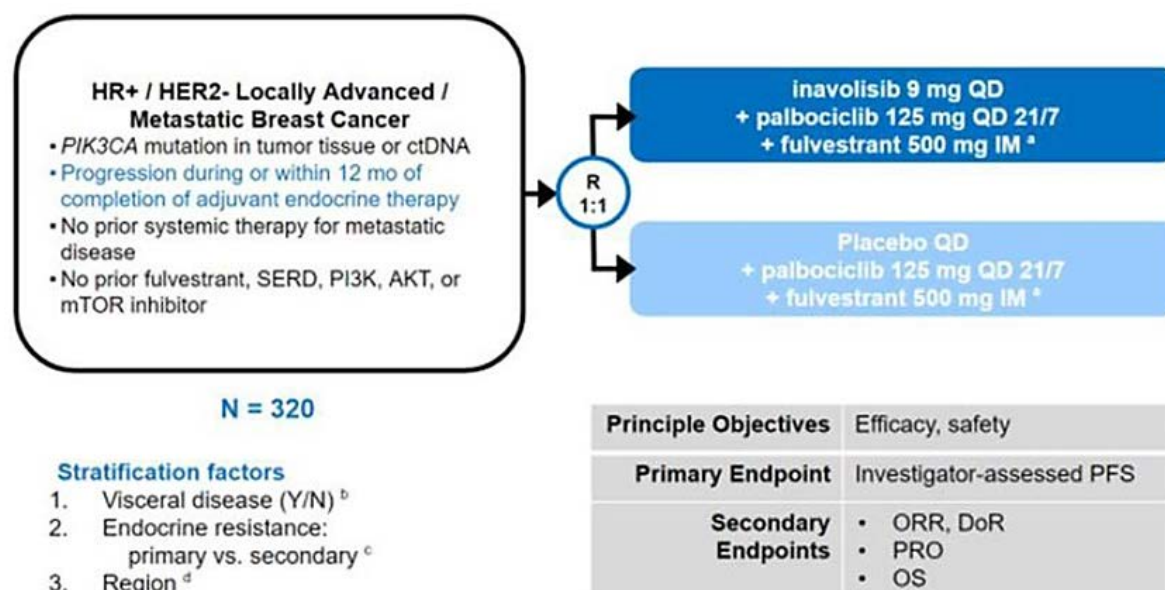 HR+ / HER2- Locally Advanced /
Metastatic Breast Cancer
• PIK3CA mutation in tumor tissue or ctDNA
• Progression during or within 12 mo of
completion of adjuvant endocrine therapy
• No prior systemic therapy for metastatic
disease
• No prior fulvestrant, SERD, PI3K, AKT, or
mTOR inhibitor
R
1:1
inavolisib 9 mg QD
+ palbociclib 125 mg QD 21/7
+ fulvestrant 500 mg IM ª
Placebo QD
+ palbociclib 125 mg QD 21/7
+ fulvestrant 500 mg IM ª
N = 320
Stratification factors
1. Visceral disease (Y/N) ᵇ
2. Endocrine resistance:
primary vs. secondary ᶜ
3. Region ᵈ
Principle Objectives Efficacy, safety
Primary Endpoint Investigator-assessed PFS
Secondary • ORR, DoR
Endpoints • PRO
• OS